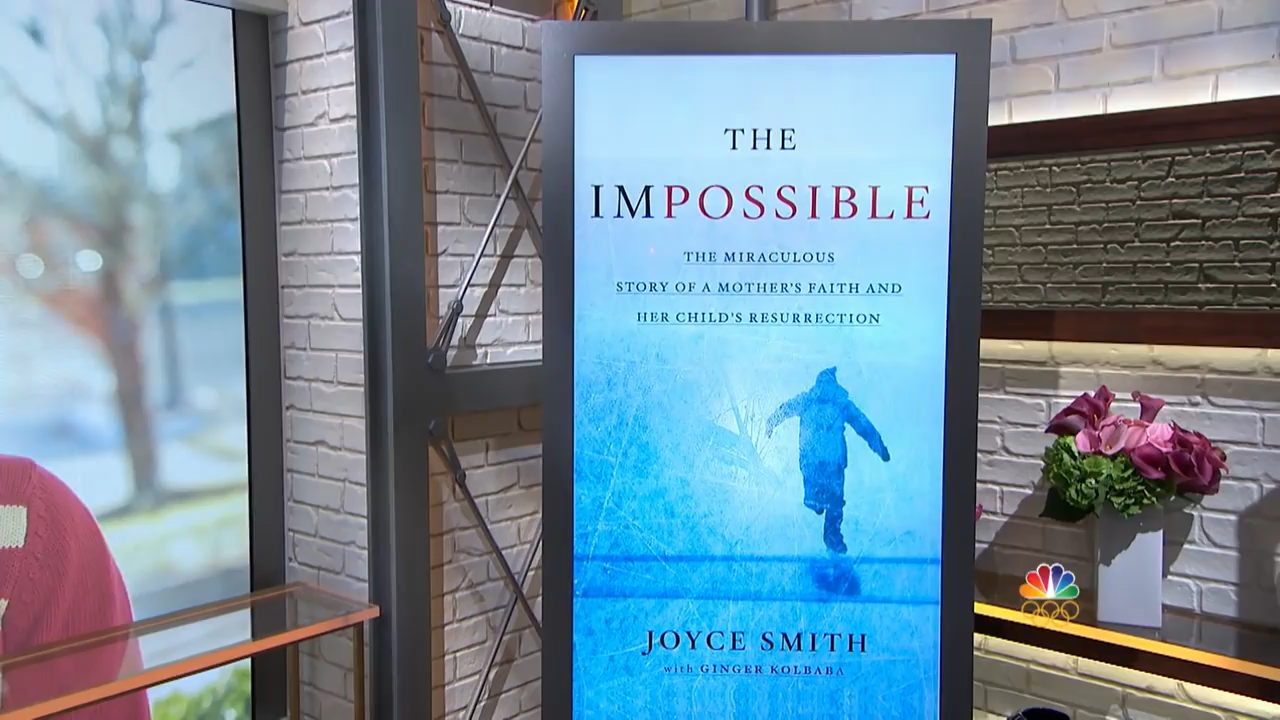 THE
IMPOSSIBLE
THE MIRACULOUS
STORY OF A MOTHER'S FAITH AND
HER CHILD'S RESURRECTION
JOYCE SMITH
with GINGER KOLBABA